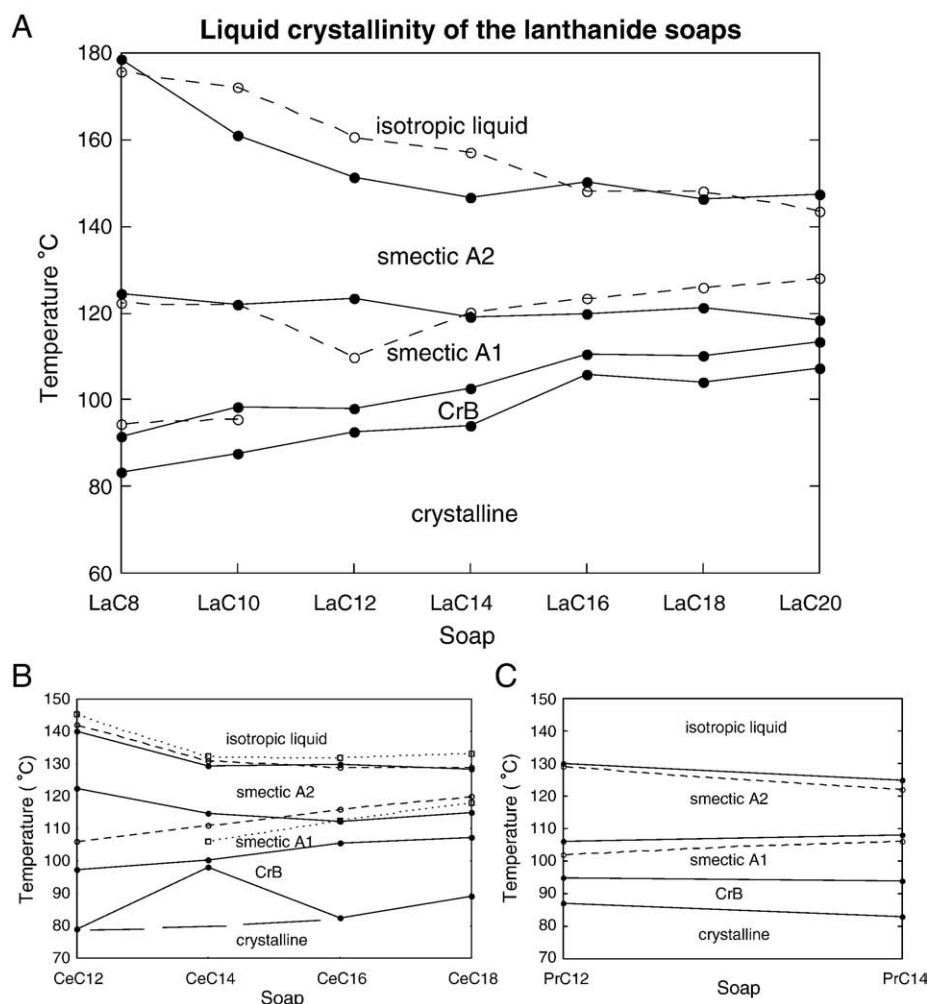 A
Liquid crystallinity of the lanthanide soaps
180
160
140
120
100
80
60
Temperature °C
isotropic liquid
smectic A2
smectic A1
CrB
crystalline
LaC8 LaC10 LaC12 LaC14 LaC16 LaC18 LaC20
Soap
B
150
140
130
120
110
100
90
80
70
Temperature ( °C)
isotropic liquid
smectic A2
smectic A1
CrB
crystalline
CeC12 CeC14 CeC16 CeC18
Soap
C
150
140
130
120
110
100
90
80
70
Temperature ( °C)
isotropic liquid
smectic A2
smectic A1
CrB
crystalline
PrC12 PrC14
Soap